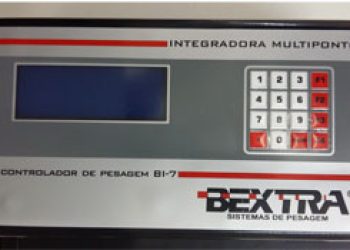 INTEGRADORA MULTIPONT
1 2 3 F1
4 5 6 F2
7 8 9
0
CONTROLADOR DE PESAGEM BI-7
BEXTRA
SISTEMAS DE PESAGEM